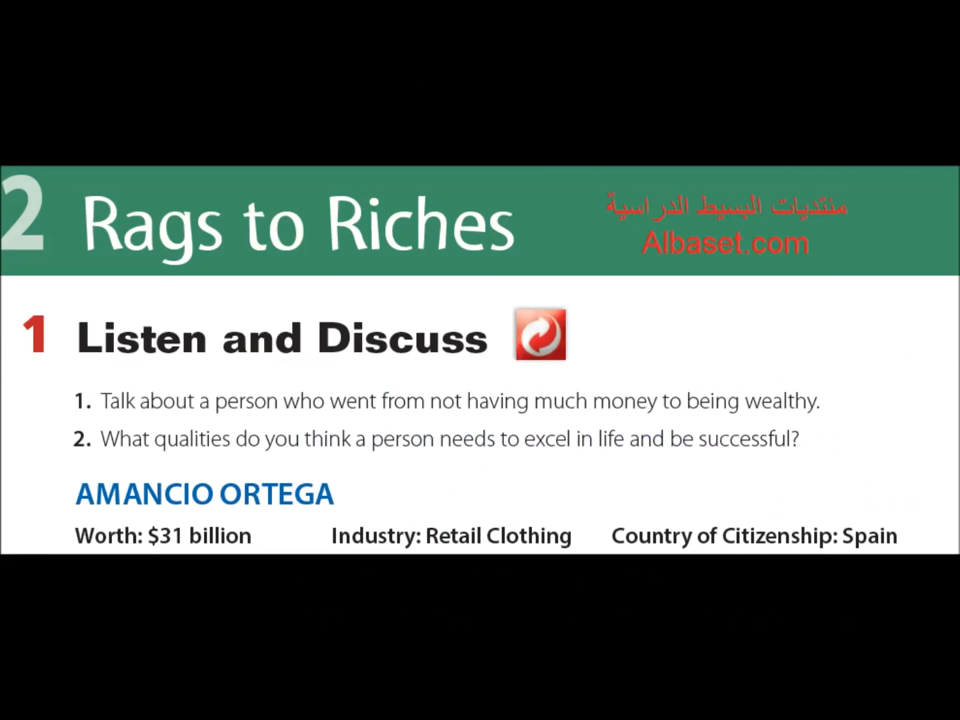 2 Rags to Riches
منتديات البسيط الدراسية
Albaset.com
1 Listen and Discuss
1. Talk about a person who went from not having much money to being wealthy.
2. What qualities do you think a person needs to excel in life and be successful?
AMANCIO ORTEGA
Worth: $31 billion Industry: Retail Clothing Country of Citizenship: Spain